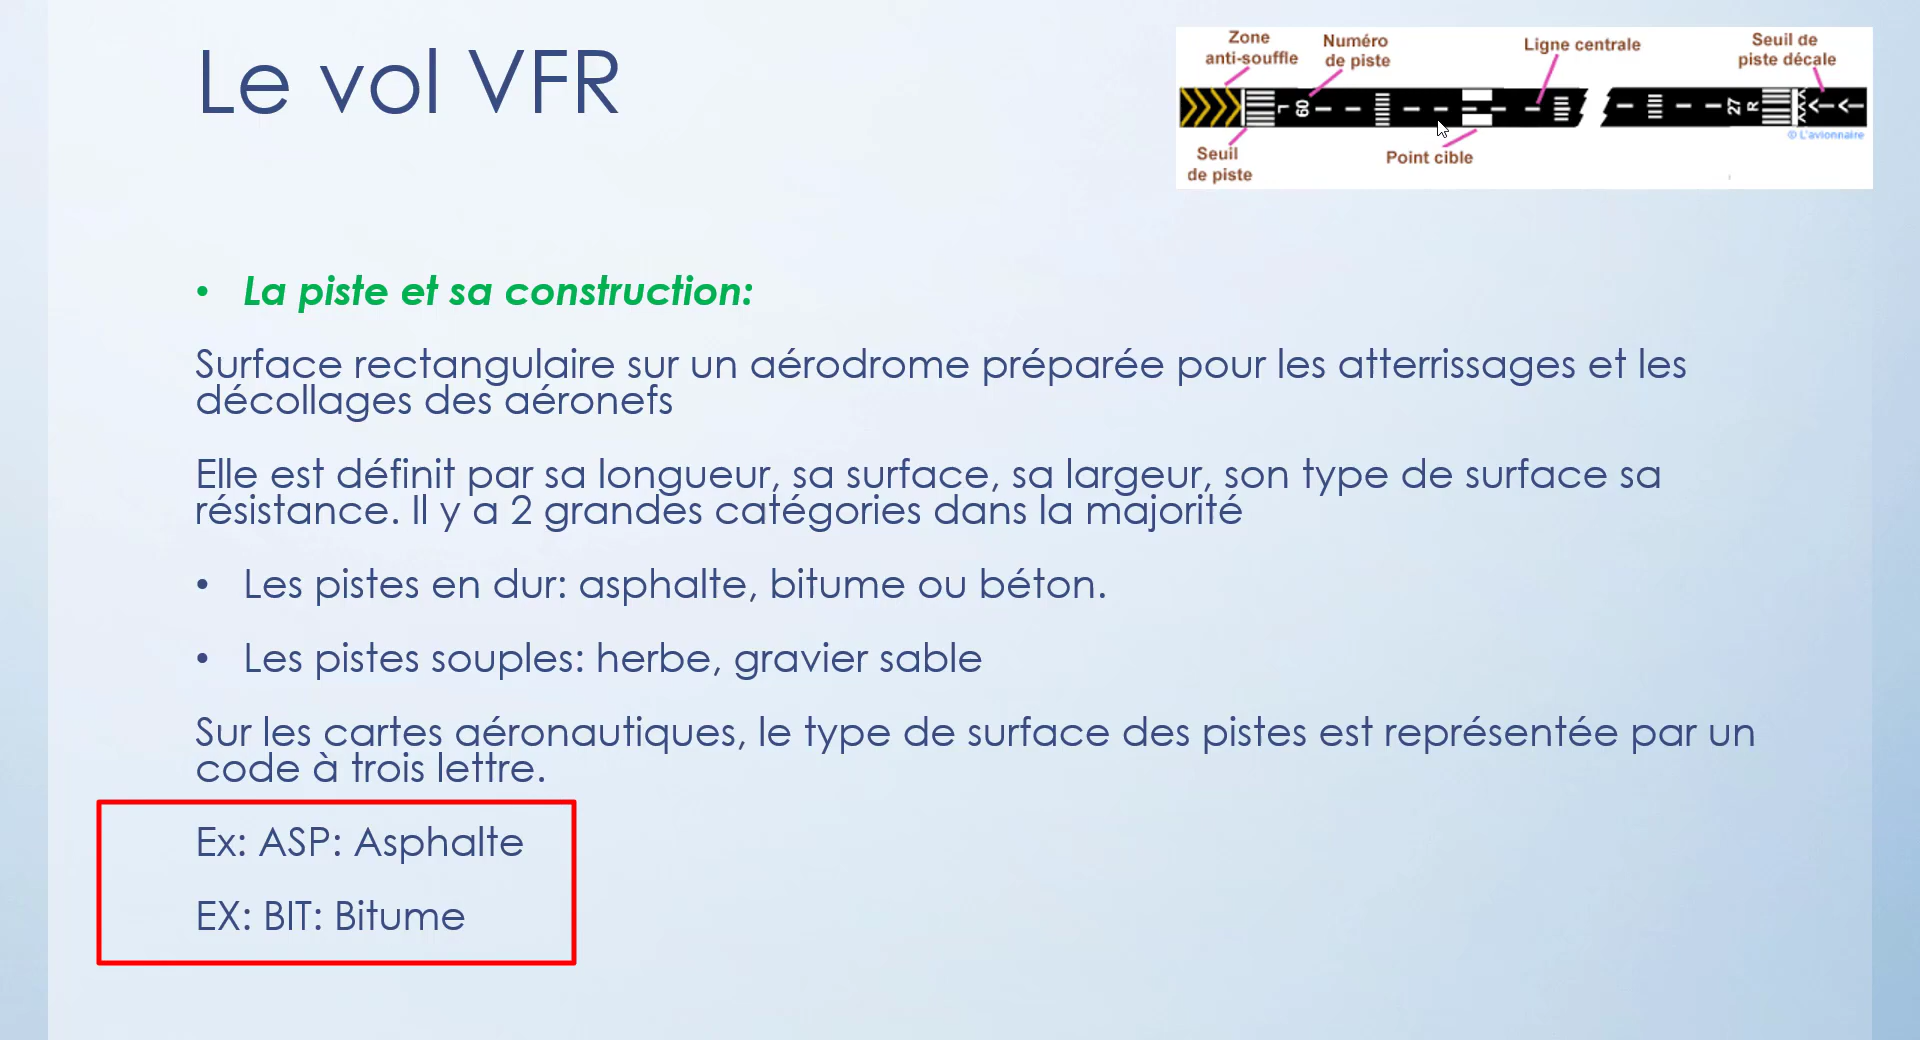 Le vol VFR
Zone
anti-souffle
Numéro
de piste
Ligne centrale
Seuil de
piste décale
L
09
27
R
© L'avionnaire
Seuil
de piste
Point cible
• La piste et sa construction:
Surface rectangulaire sur un aérodrome préparée pour les atterrissages et les
décollages des aéronefs
Elle est définit par sa longueur, sa surface, sa largeur, son type de surface sa
résistance. Il y a 2 grandes catégories dans la majorité
• Les pistes en dur: asphalte, bitume ou béton.
• Les pistes souples: herbe, gravier sable
Sur les cartes aéronautiques, le type de surface des pistes est représentée par un
code à trois lettre.
Ex: ASP: Asphalte
EX: BIT: Bitume